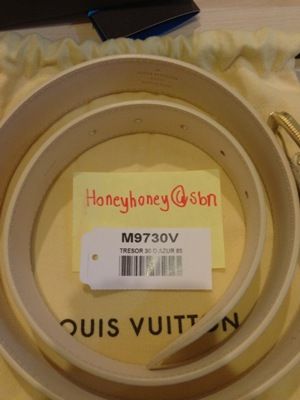 Honeyhoney@sbn
M9730V
TRESOR 30 D AZUR 85
OUIS VUITTON